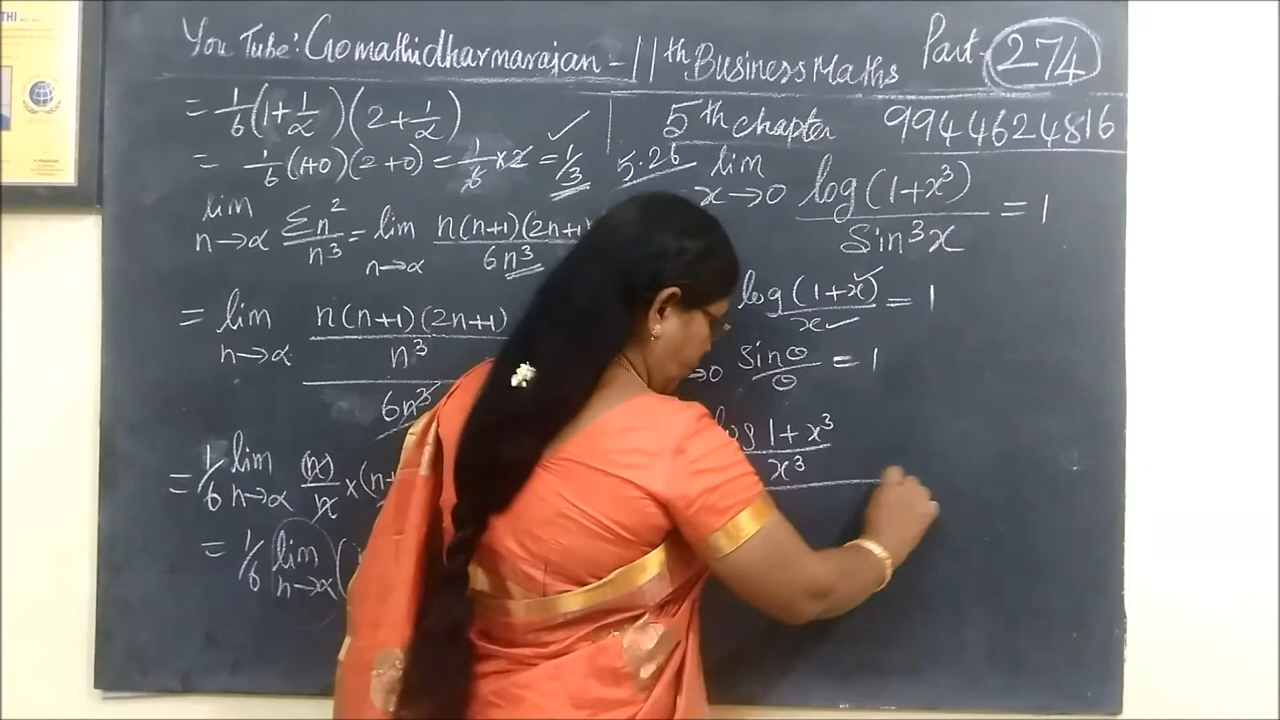 THI
You Tube: Gomathidharmarajan - 11th Business Maths Part - 274
5th chapter 9944624816
= 1/6 (1 + 1/α) (2 + 1/α)
= 1/6 (1+0) (2+0) = 1/6 × 2 = 1/3 ✓
lim n→α Σn²/n³ = lim n→α n(n+1)(2n+1)/6n³
= lim n→α n(n+1)(2n+1)/n³ / 6n³
= 1/6 lim n→α (n)/n × (n+
= 1/6 lim n→α (
5.26 lim x→0 log(1+x³)/Sin³x = 1
log(1+x)/x = 1
→0 Sinθ/θ = 1
log 1+x³/x³